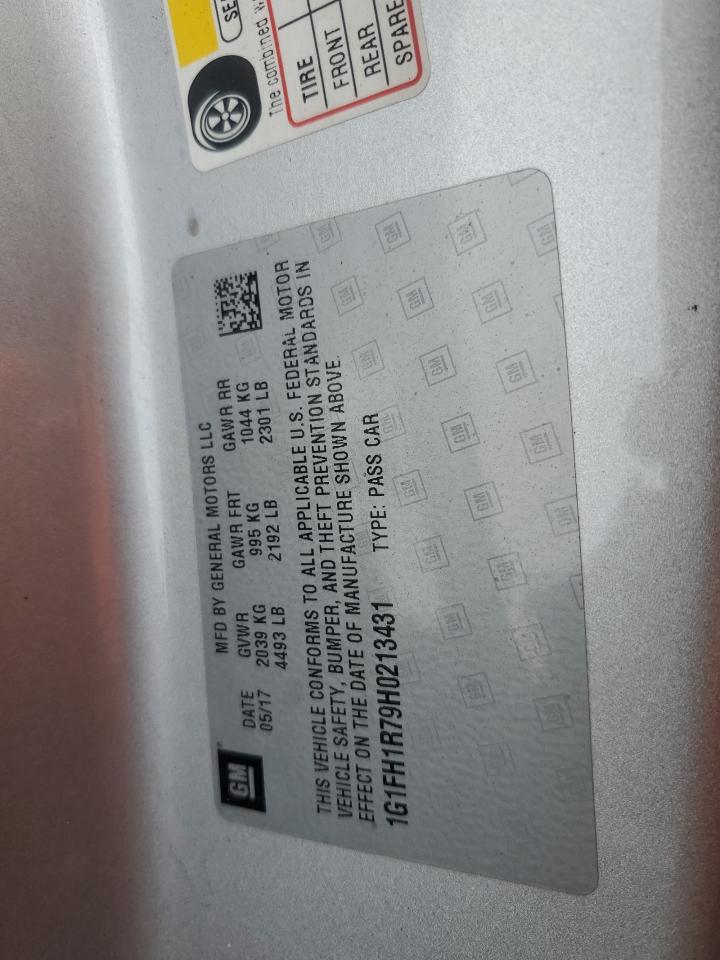 SE
The combined
TIRE
FRONT
REAR
SPARE
GM
MFD BY GENERAL MOTORS LLC
DATE GVWR GAWR FRT GAWR RR
05/17 2039 KG 995 KG 1044 KG
4493 LB 2192 LB 2301 LB
THIS VEHICLE CONFORMS TO ALL APPLICABLE U.S. FEDERAL MOTOR
VEHICLE SAFETY, BUMPER, AND THEFT PREVENTION STANDARDS IN
EFFECT ON THE DATE OF MANUFACTURE SHOWN ABOVE.
1G1FH1R79H0213431 TYPE: PASS CAR